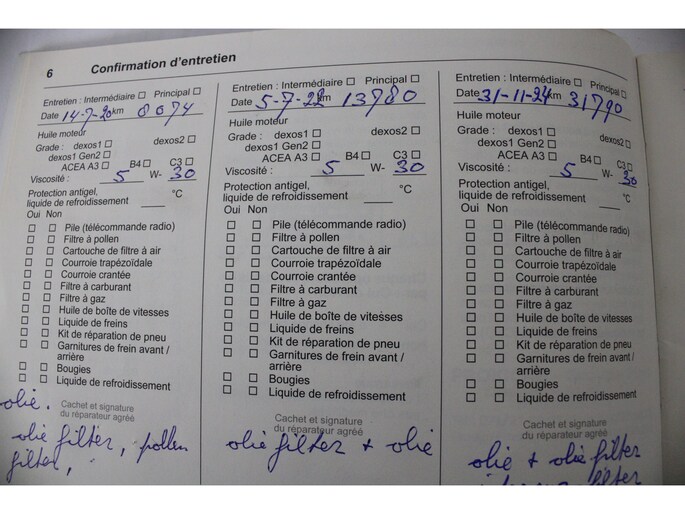 6 Confirmation d'entretien
Entretien : Intermédiaire ☐ Principal ☐
Date 14-7-20 km 8074
Huile moteur
Grade : dexos1 ☐ dexos2 ☐
dexos1 Gen2 ☐
ACEA A3 ☐ B4 ☐ C3 ☐
Viscosité : 5 W- 30
Protection antigel,
liquide de refroidissement ____ °C
Oui Non
☐ ☐ Pile (télécommande radio)
☐ ☐ Filtre à pollen
☐ ☐ Cartouche de filtre à air
☐ ☐ Courroie trapézoïdale
☐ ☐ Courroie crantée
☐ ☐ Filtre à carburant
☐ ☐ Filtre à gaz
☐ ☐ Huile de boîte de vitesses
☐ ☐ Liquide de freins
☐ ☐ Kit de réparation de pneu
☐ ☐ Garnitures de frein avant /
arrière
☐ ☐ Bougies
☐ ☐ Liquide de refroidissement
olie.
Cachet et signature
du réparateur agréé
olie filter, pollen
filter,
Entretien : Intermédiaire ☐ Principal ☐
Date 5-7-22 km 13780
Huile moteur
Grade : dexos1 ☐ dexos2 ☐
dexos1 Gen2 ☐
ACEA A3 ☐ B4 ☐ C3 ☐
Viscosité : 5 W- 30
Protection antigel,
liquide de refroidissement ____ °C
Oui Non
☐ ☐ Pile (télécommande radio)
☐ ☐ Filtre à pollen
☐ ☐ Cartouche de filtre à air
☐ ☐ Courroie trapézoïdale
☐ ☐ Courroie crantée
☐ ☐ Filtre à carburant
☐ ☐ Filtre à gaz
☐ ☐ Huile de boîte de vitesses
☐ ☐ Liquide de freins
☐ ☐ Kit de réparation de pneu
☐ ☐ Garnitures de frein avant /
arrière
☐ ☐ Bougies
☐ ☐ Liquide de refroidissement
Cachet et signature
du réparateur agréé
olie filter + olie
Entretien : Intermédiaire ☐ Principal ☐
Date 31-11-24 km 31790
Huile moteur
Grade : dexos1 ☐ dexos2 ☐
dexos1 Gen2 ☐
ACEA A3 ☐ B4 ☐ C3 ☐
Viscosité : 5 W- 30
Protection antigel,
liquide de refroidissement ____ °C
Oui Non
☐ ☐ Pile (télécommande radio)
☐ ☐ Filtre à pollen
☐ ☐ Cartouche de filtre à air
☐ ☐ Courroie trapézoïdale
☐ ☐ Courroie crantée
☐ ☐ Filtre à carburant
☐ ☐ Filtre à gaz
☐ ☐ Huile de boîte de vitesses
☐ ☐ Liquide de freins
☐ ☐ Kit de réparation de pneu
☐ ☐ Garnitures de frein avant /
arrière
☐ ☐ Bougies
☐ ☐ Liquide de refroidissement
Cachet et signature
du réparateur agréé
olie + olie filter
filter